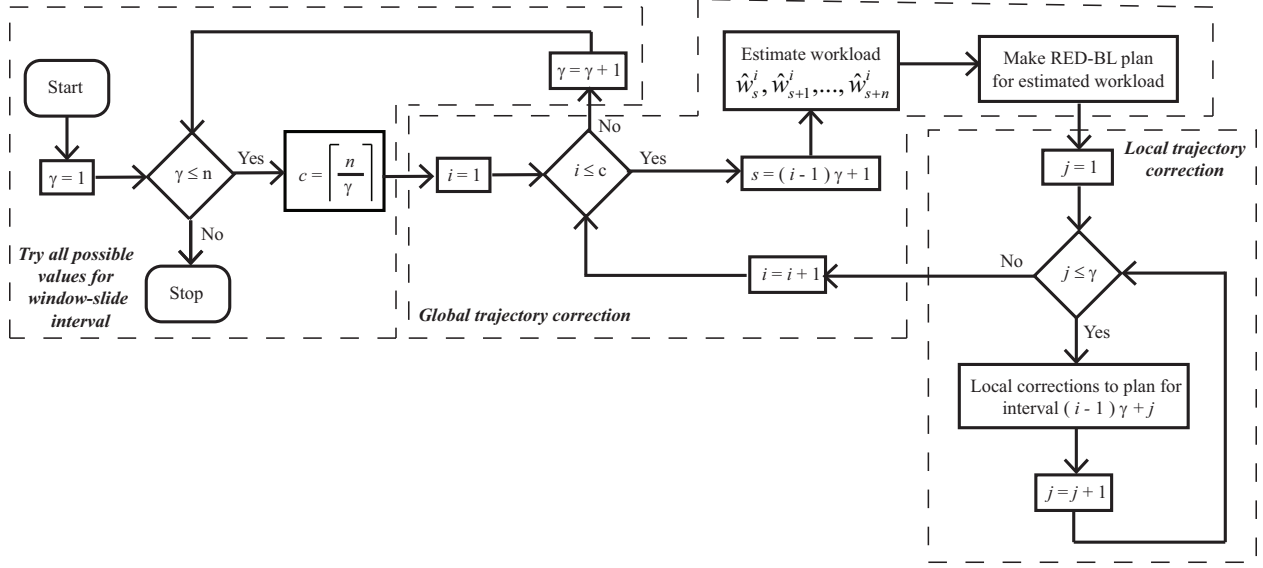 Start
γ = 1
γ ≤ n
Yes
No
Stop
Try all possible
values for
window-slide
interval
c = ⌈ n / γ ⌉
γ = γ + 1
i = 1
i ≤ c
No
Yes
s = ( i - 1 ) γ + 1
Estimate workload
ŵ_s^i, ŵ_{s+1}^i,..., ŵ_{s+n}^i
Make RED-BL plan
for estimated workload
i = i + 1
Global trajectory correction
Local trajectory
correction
j = 1
j ≤ γ
No
Yes
Local corrections to plan for
interval ( i - 1 ) γ + j
j = j + 1